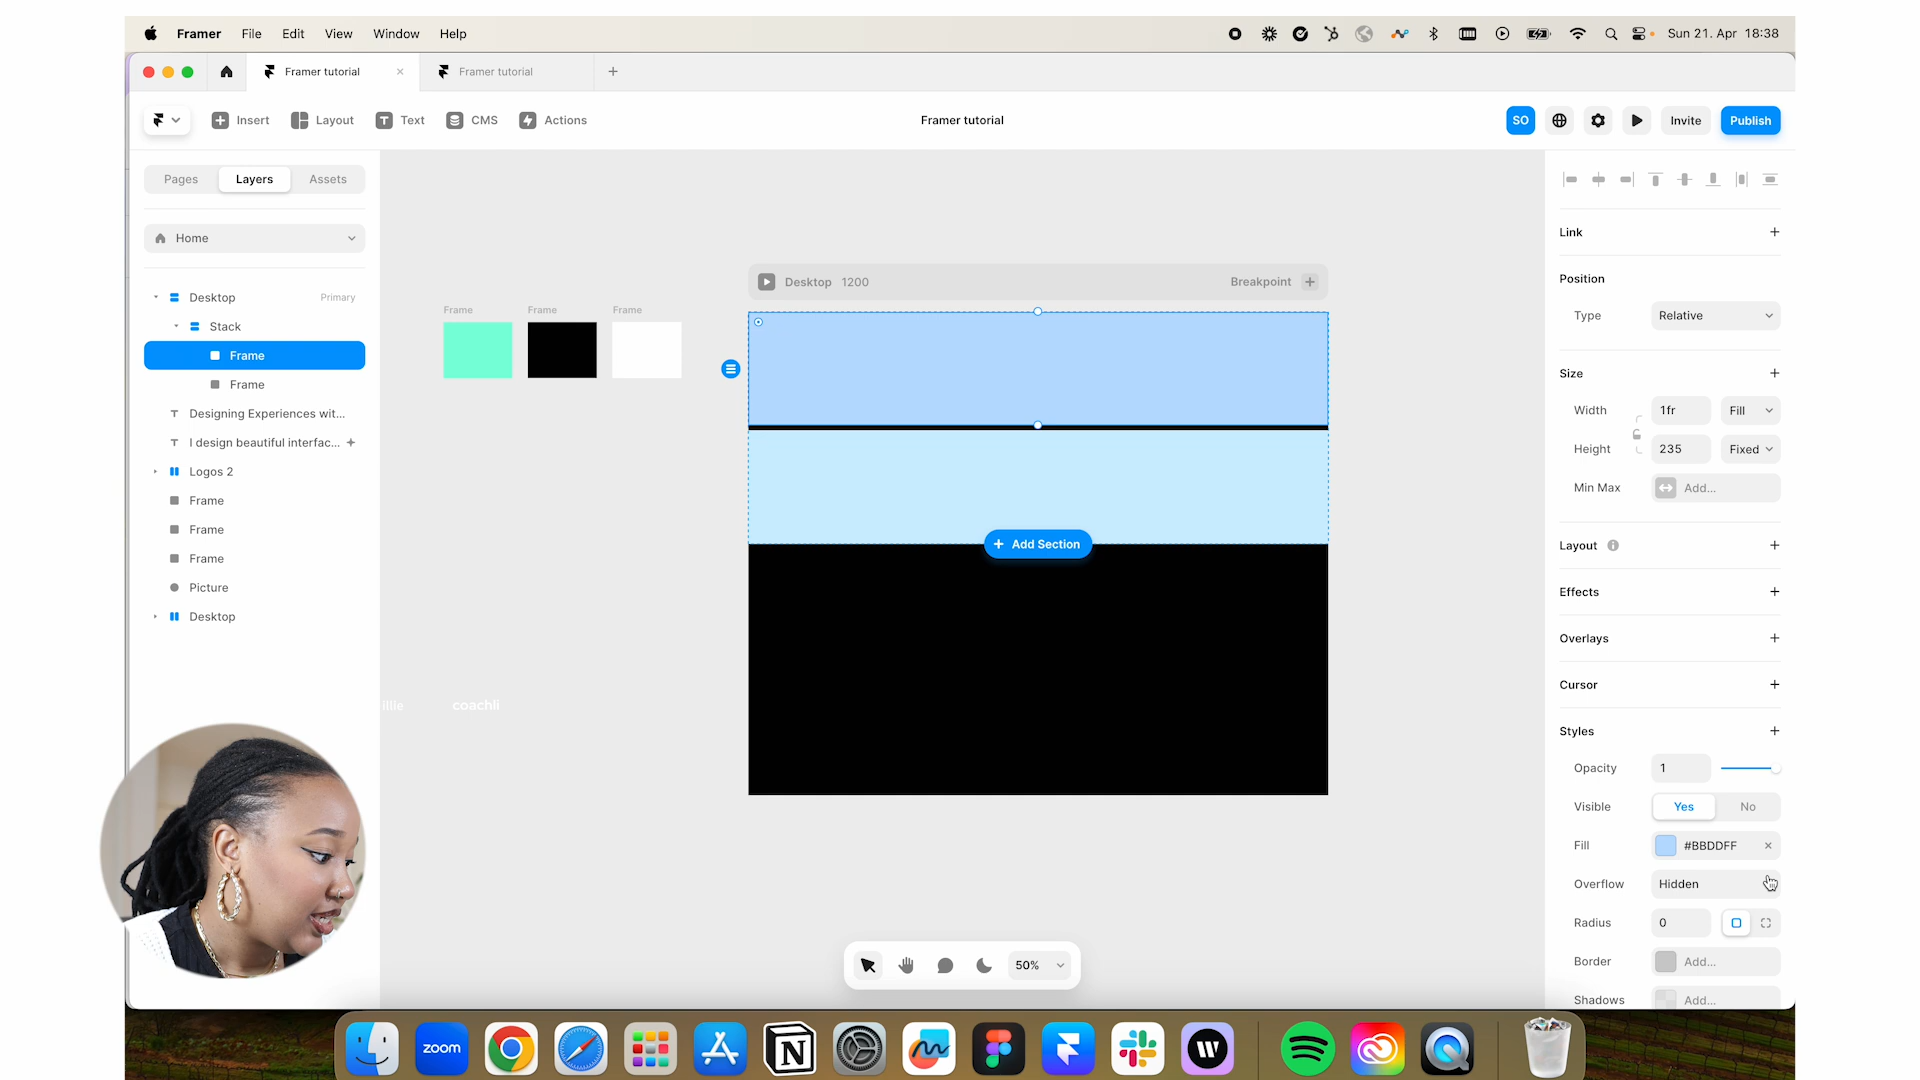 Framer File Edit View Window Help
Sun 21. Apr 18:38
Framer tutorial
Framer tutorial
Insert
Layout
Text
CMS
Actions
Framer tutorial
SO
Invite
Publish
Pages
Layers
Assets
Home
Desktop
Primary
Stack
Frame
Frame
Designing Experiences wit...
I design beautiful interfac...
Logos 2
Frame
Frame
Frame
Picture
Desktop
Frame
Frame
Frame
Desktop 1200
Breakpoint
Add Section
illie
coachli
50%
Link
Position
Type
Relative
Size
Width
1fr
Fill
Height
235
Fixed
Min Max
Add...
Layout
Effects
Overlays
Cursor
Styles
Opacity
1
Visible
Yes
No
Fill
#BBDDFF
Overflow
Hidden
Radius
0
Border
Add...
Shadows
Add...
zoom